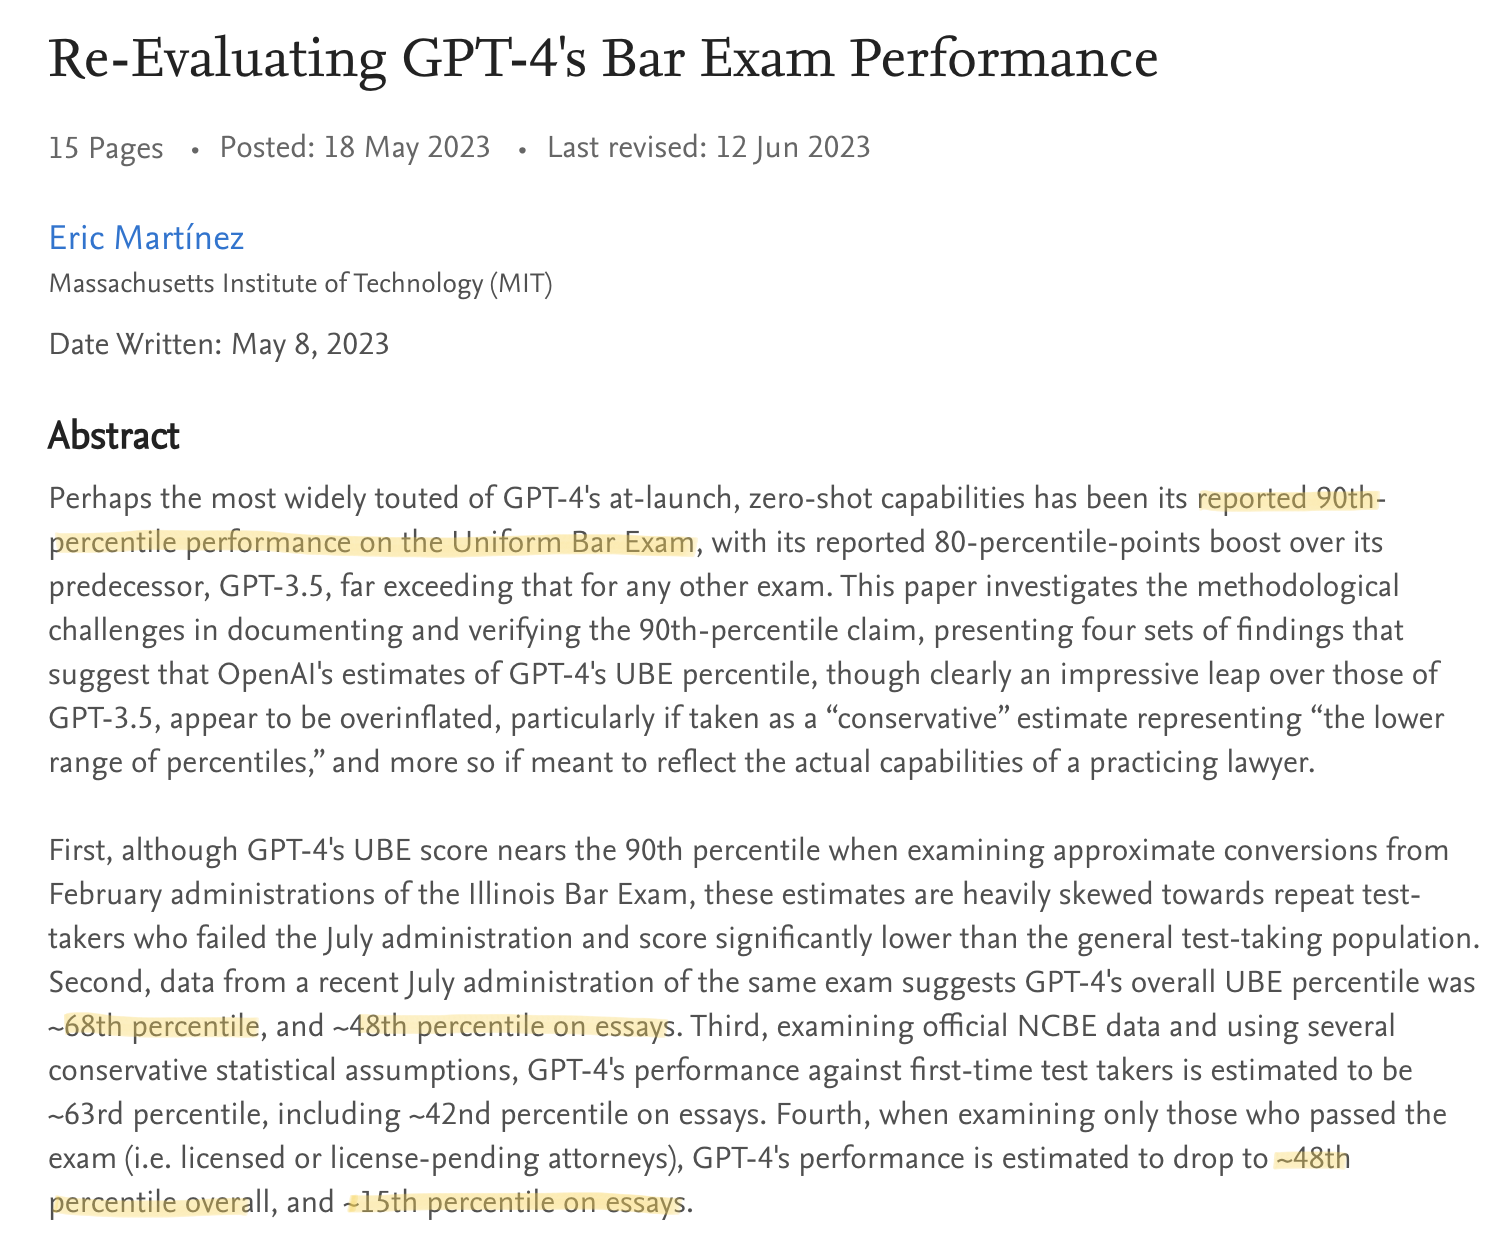 Re-Evaluating GPT-4's Bar Exam Performance
15 Pages • Posted: 18 May 2023 • Last revised: 12 Jun 2023
Eric Martínez
Massachusetts Institute of Technology (MIT)
Date Written: May 8, 2023
Abstract
Perhaps the most widely touted of GPT-4's at-launch, zero-shot capabilities has been its reported 90th-
percentile performance on the Uniform Bar Exam, with its reported 80-percentile-points boost over its
predecessor, GPT-3.5, far exceeding that for any other exam. This paper investigates the methodological
challenges in documenting and verifying the 90th-percentile claim, presenting four sets of findings that
suggest that OpenAI's estimates of GPT-4's UBE percentile, though clearly an impressive leap over those of
GPT-3.5, appear to be overinflated, particularly if taken as a “conservative” estimate representing “the lower
range of percentiles,” and more so if meant to reflect the actual capabilities of a practicing lawyer.
First, although GPT-4's UBE score nears the 90th percentile when examining approximate conversions from
February administrations of the Illinois Bar Exam, these estimates are heavily skewed towards repeat test-
takers who failed the July administration and score significantly lower than the general test-taking population.
Second, data from a recent July administration of the same exam suggests GPT-4's overall UBE percentile was
~68th percentile, and ~48th percentile on essays. Third, examining official NCBE data and using several
conservative statistical assumptions, GPT-4's performance against first-time test takers is estimated to be
~63rd percentile, including ~42nd percentile on essays. Fourth, when examining only those who passed the
exam (i.e. licensed or license-pending attorneys), GPT-4's performance is estimated to drop to ~48th
percentile overall, and ~15th percentile on essays.